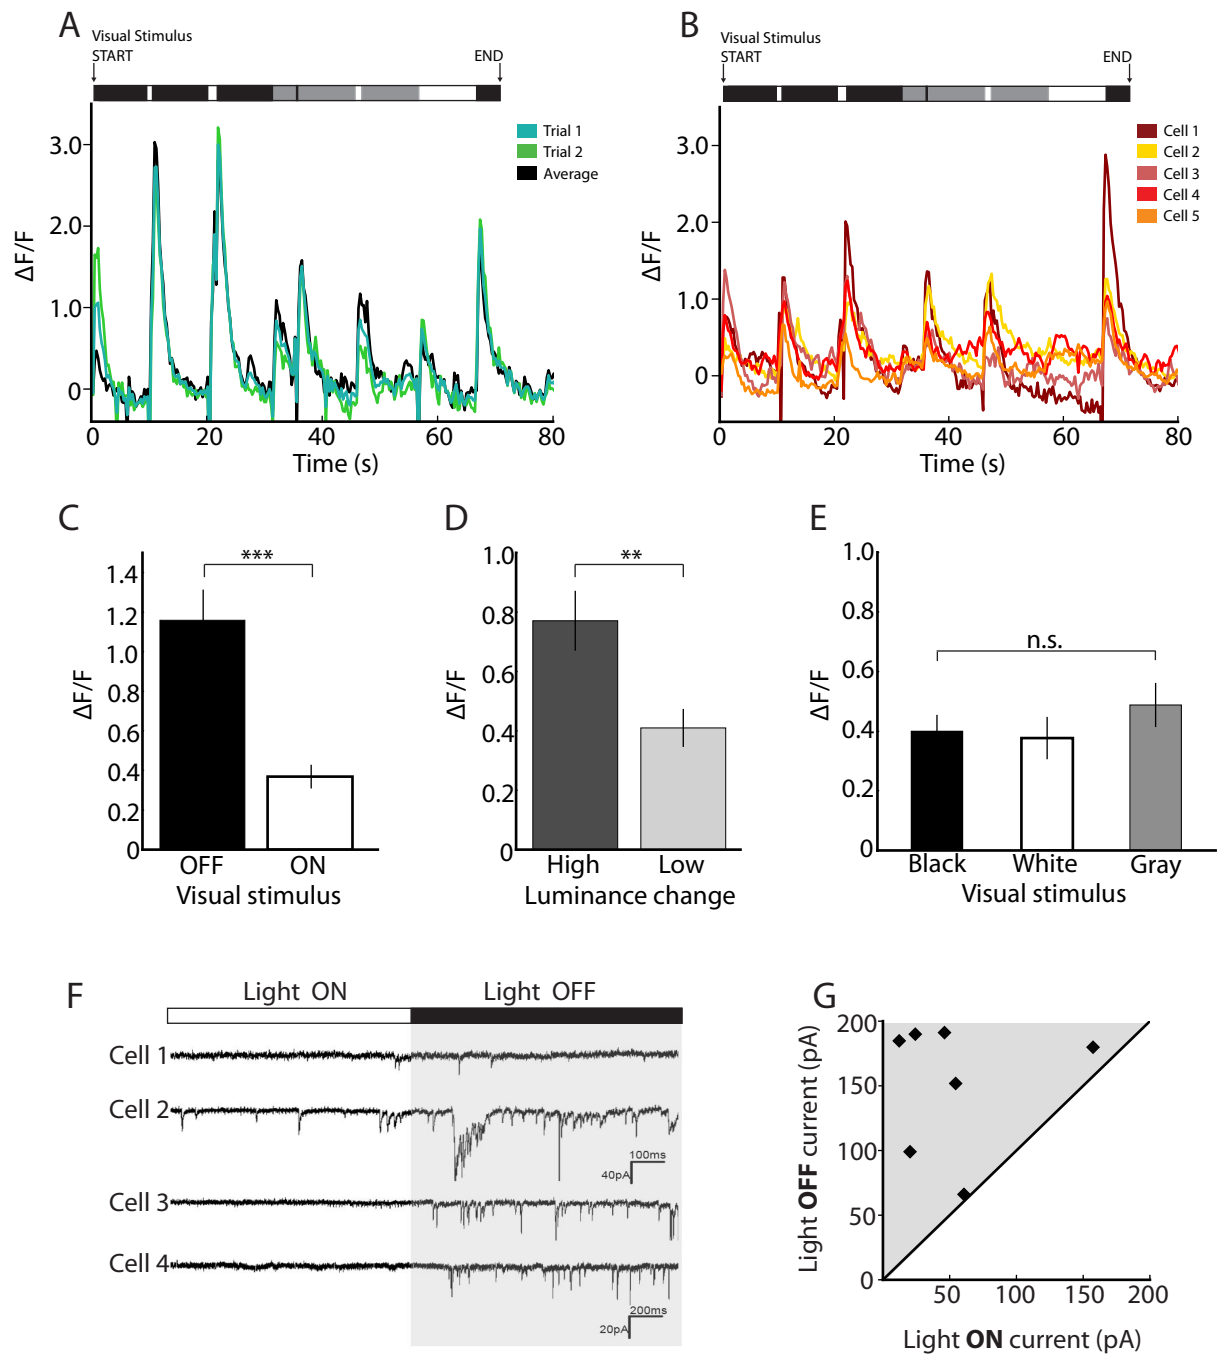 A
Visual Stimulus
START
END
3.0
2.0
1.0
0
ΔF/F
0
20
40
60
80
Time (s)
Trial 1
Trial 2
Average
B
Visual Stimulus
START
END
3.0
2.0
1.0
0
ΔF/F
0
20
40
60
80
Time (s)
Cell 1
Cell 2
Cell 3
Cell 4
Cell 5
C
***
1.4
1.2
1.0
0.8
0.6
0.4
0.2
0
ΔF/F
OFF
ON
Visual stimulus
D
**
1.0
0.8
0.6
0.4
0.2
0
ΔF/F
High
Low
Luminance change
E
n.s.
1.0
0.8
0.6
0.4
0.2
0
ΔF/F
Black
White
Gray
Visual stimulus
F
Light ON
Light OFF
Cell 1
Cell 2
100ms
40pA
Cell 3
Cell 4
200ms
20pA
G
200
150
100
50
0
Light OFF current (pA)
50
100
150
200
Light ON current (pA)